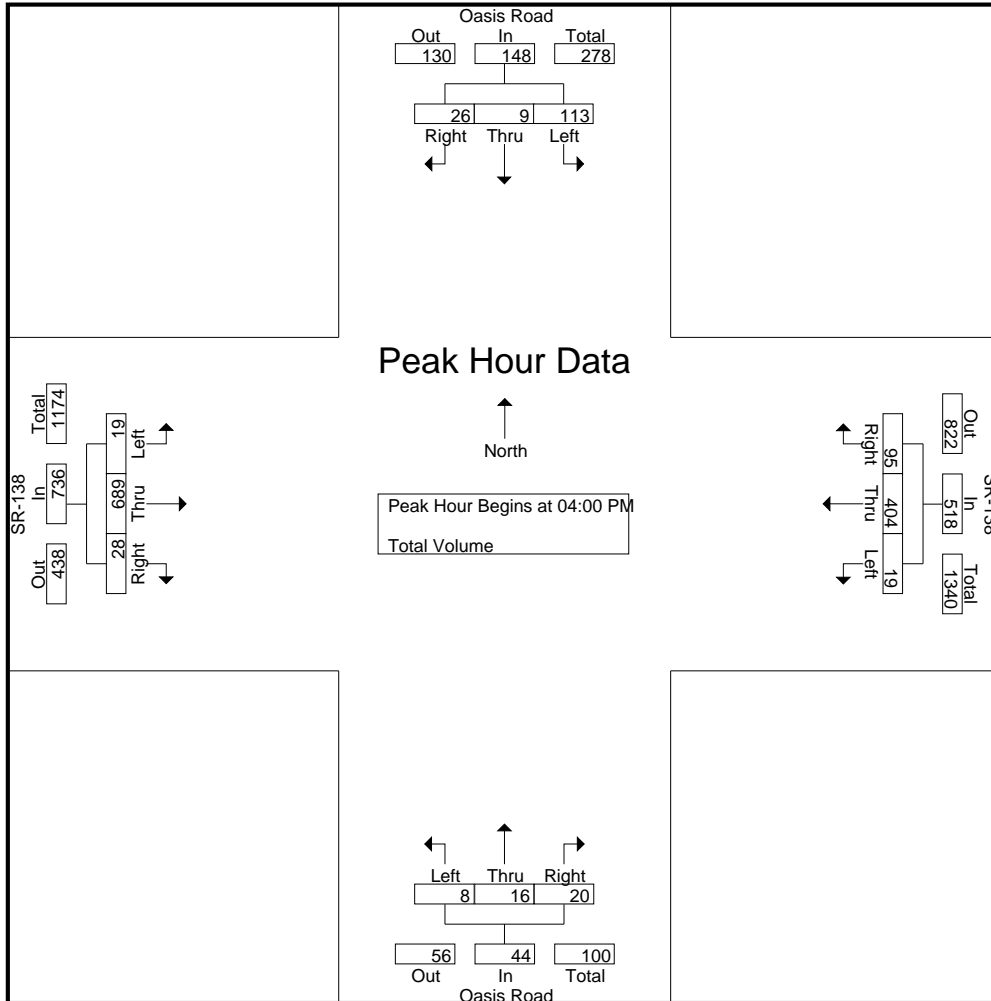 Oasis Road
Out In Total
130 148 278
26 9 113
Right Thru Left
Peak Hour Data
North
Peak Hour Begins at 04:00 PM
Total Volume
SR-138
Total In Out
1174 736 438
19 689 28
Left Thru Right
Right Thru Left
95 404 19
Out In Total
822 518 1340
SR-138
Left Thru Right
8 16 20
56 44 100
Out In Total
Oasis Road